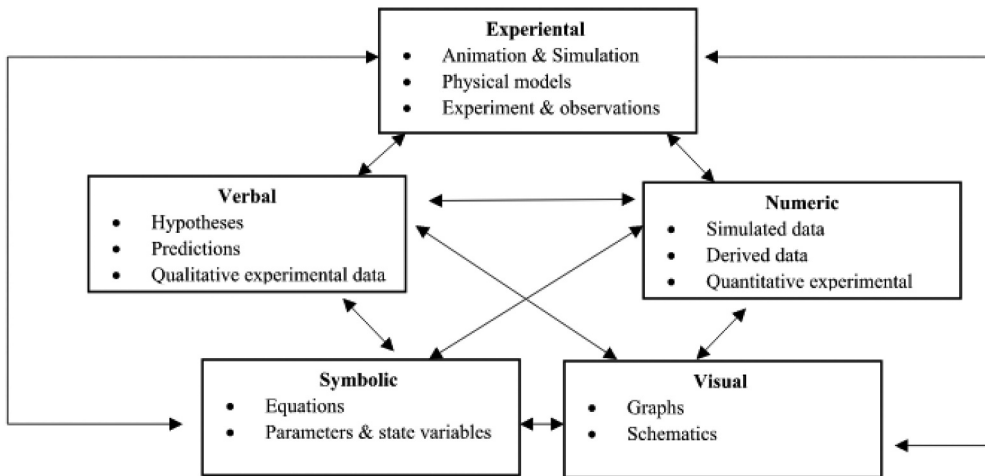 Experiental
• Animation & Simulation
• Physical models
• Experiment & observations
Verbal
• Hypotheses
• Predictions
• Qualitative experimental data
Numeric
• Simulated data
• Derived data
• Quantitative experimental
Symbolic
• Equations
• Parameters & state variables
Visual
• Graphs
• Schematics